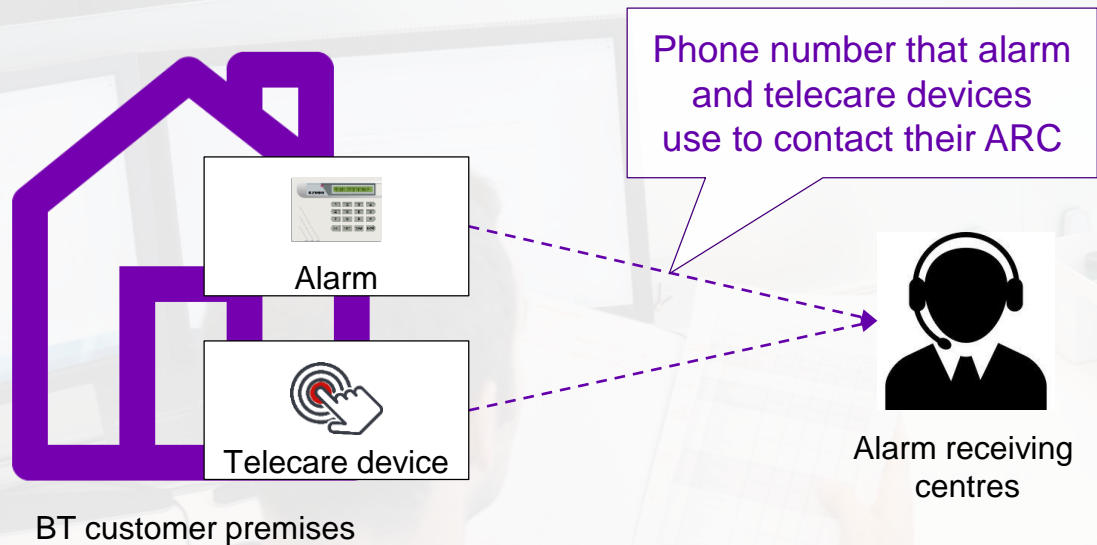 Phone number that alarm
and telecare devices
use to contact their ARC
Alarm
Telecare device
Alarm receiving
centres
BT customer premises